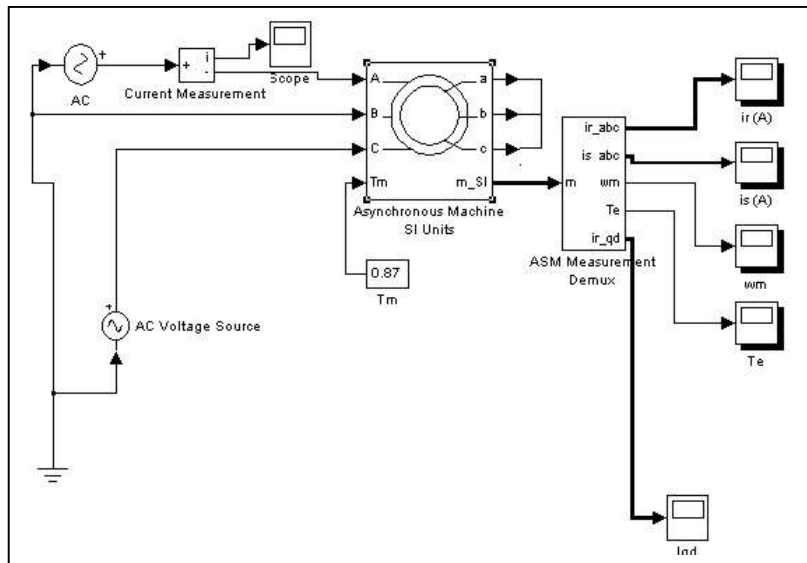 +
AC
+
i
-
Current Measurement
Scope
A
B
C
Tm
a
b
c
m_SI
Asynchronous Machine
SI Units
0.87
Tm
+
AC Voltage Source
m
ir_abc
is_abc
wm
Te
ir_qd
ASM Measurement
Demux
ir (A)
is (A)
wm
Te